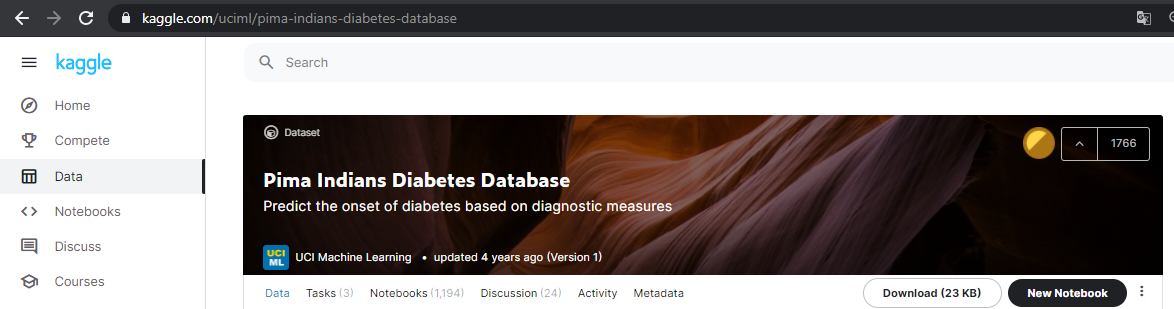 kaggle.com/uciml/pima-indians-diabetes-database
kaggle
Search
Home
Compete
Data
Notebooks
Discuss
Courses
Dataset
1766
Pima Indians Diabetes Database
Predict the onset of diabetes based on diagnostic measures
UCI ML
UCI Machine Learning • updated 4 years ago (Version 1)
Data Tasks (3) Notebooks (1,194) Discussion (24) Activity Metadata Download (23 KB) New Notebook